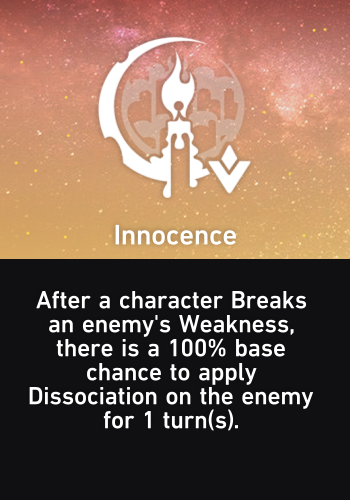 Innocence
After a character Breaks
an enemy's Weakness,
there is a 100% base
chance to apply
Dissociation on the enemy
for 1 turn(s).